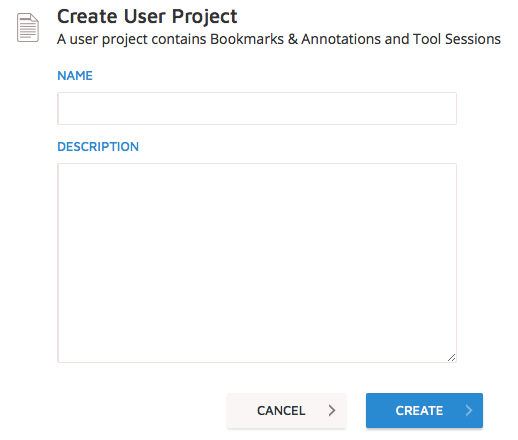 Create User Project
A user project contains Bookmarks & Annotations and Tool Sessions
NAME
DESCRIPTION
CANCEL
CREATE